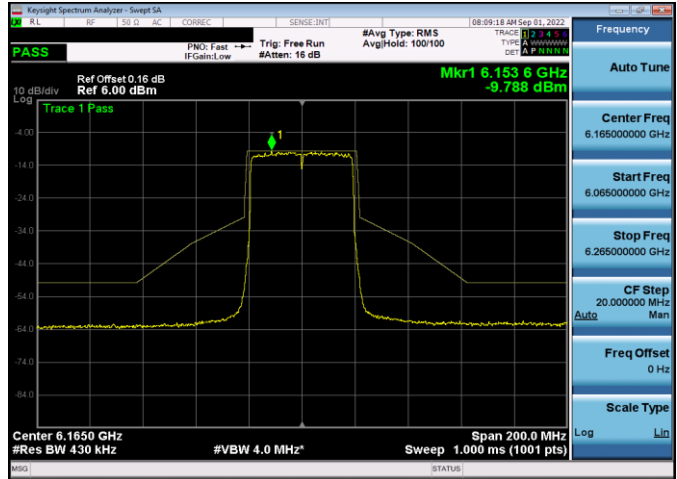 Keysight Spectrum Analyzer - Swept SA
RL RF 50 Ω AC CORREC SENSE:INT 08:09:18 AM Sep 01, 2022
#Avg Type: RMS
TRACE 1 2 3 4 5 6
PASS
PNO: Fast
Trig: Free Run
Avg|Hold: 100/100
TYPE A WWWWW
IFGain:Low
#Atten: 16 dB
DET A P N N N N
Mkr1 6.153 6 GHz
-9.788 dBm
Ref Offset 0.16 dB
10 dB/div Ref 6.00 dBm
Log
Trace 1 Pass
1
-4.00
-14.0
-24.0
-34.0
-44.0
-54.0
-64.0
-74.0
-84.0
Center 6.1650 GHz
Span 200.0 MHz
#Res BW 430 kHz
#VBW 4.0 MHz*
Sweep 1.000 ms (1001 pts)
MSG
STATUS
Frequency
Auto Tune
Center Freq
6.165000000 GHz
Start Freq
6.065000000 GHz
Stop Freq
6.265000000 GHz
CF Step
20.000000 MHz
Auto Man
Freq Offset
0 Hz
Scale Type
Log Lin